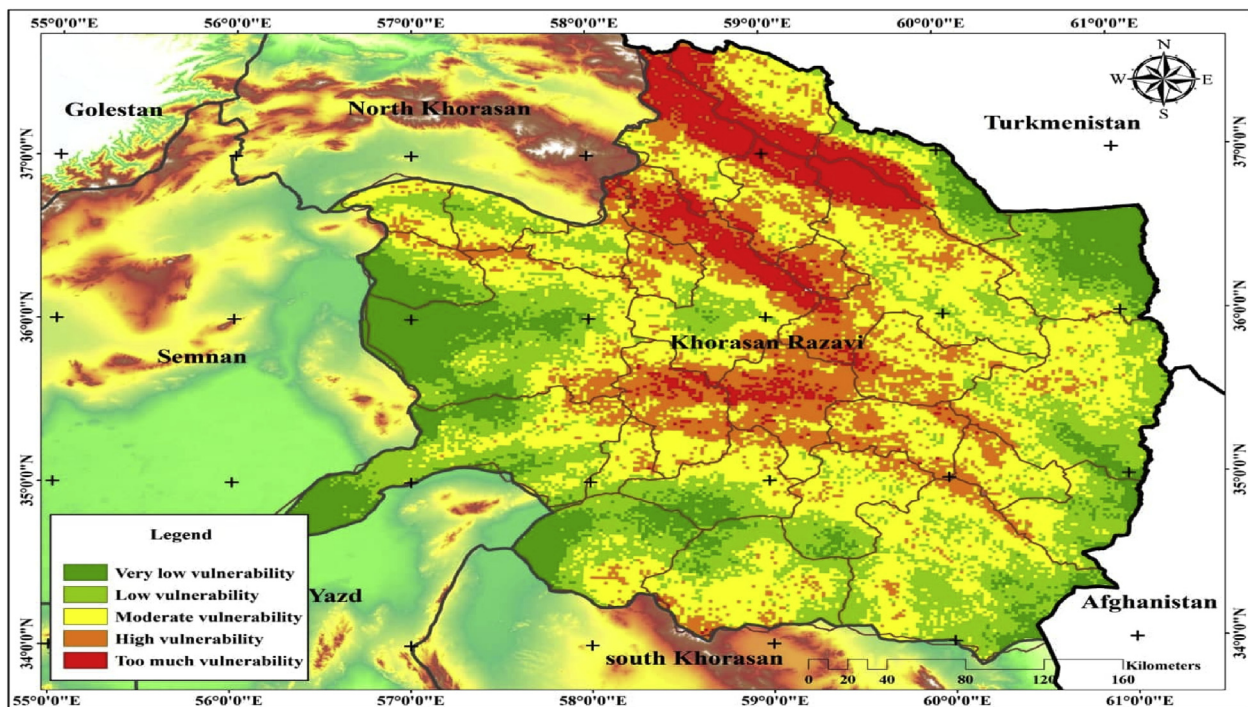 55°0'0"E 56°0'0"E 57°0'0"E 58°0'0"E 59°0'0"E 60°0'0"E 61°0'0"E
N
W E
S
Golestan
North Khorasan
Turkmenistan
37°0'0"N
37°0'0"N
36°0'0"N
36°0'0"N
Semnan
Khorasan Razavi
35°0'0"N
35°0'0"N
Legend
Very low vulnerability
Low vulnerability
Moderate vulnerability
High vulnerability
Too much vulnerability
Yazd
Afghanistan
34°0'0"N
34°0'0"N
south Khorasan
Kilometers
0 20 40 80 120 160
55°0'0"E 56°0'0"E 57°0'0"E 58°0'0"E 59°0'0"E 60°0'0"E 61°0'0"E